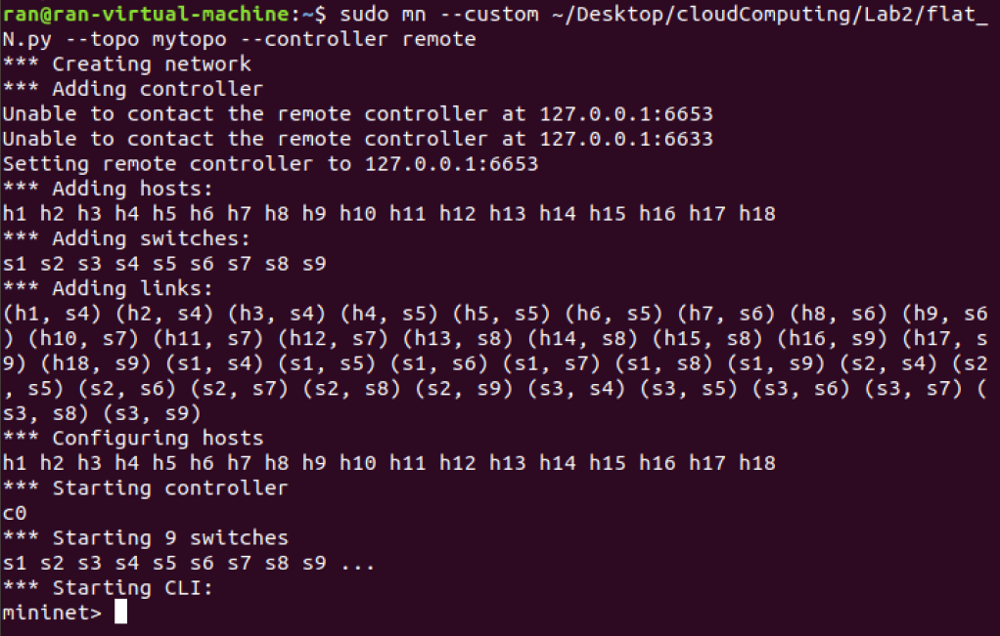 ran@ran-virtual-machine:~$ sudo mn --custom ~/Desktop/cloudComputing/Lab2/flat_
N.py --topo mytopo --controller remote
*** Creating network
*** Adding controller
Unable to contact the remote controller at 127.0.0.1:6653
Unable to contact the remote controller at 127.0.0.1:6633
Setting remote controller to 127.0.0.1:6653
*** Adding hosts:
h1 h2 h3 h4 h5 h6 h7 h8 h9 h10 h11 h12 h13 h14 h15 h16 h17 h18
*** Adding switches:
s1 s2 s3 s4 s5 s6 s7 s8 s9
*** Adding links:
(h1, s4) (h2, s4) (h3, s4) (h4, s5) (h5, s5) (h6, s5) (h7, s6) (h8, s6) (h9, s6
) (h10, s7) (h11, s7) (h12, s7) (h13, s8) (h14, s8) (h15, s8) (h16, s9) (h17, s
9) (h18, s9) (s1, s4) (s1, s5) (s1, s6) (s1, s7) (s1, s8) (s1, s9) (s2, s4) (s2
, s5) (s2, s6) (s2, s7) (s2, s8) (s2, s9) (s3, s4) (s3, s5) (s3, s6) (s3, s7) (
s3, s8) (s3, s9)
*** Configuring hosts
h1 h2 h3 h4 h5 h6 h7 h8 h9 h10 h11 h12 h13 h14 h15 h16 h17 h18
*** Starting controller
c0
*** Starting 9 switches
s1 s2 s3 s4 s5 s6 s7 s8 s9 ...
*** Starting CLI:
mininet>